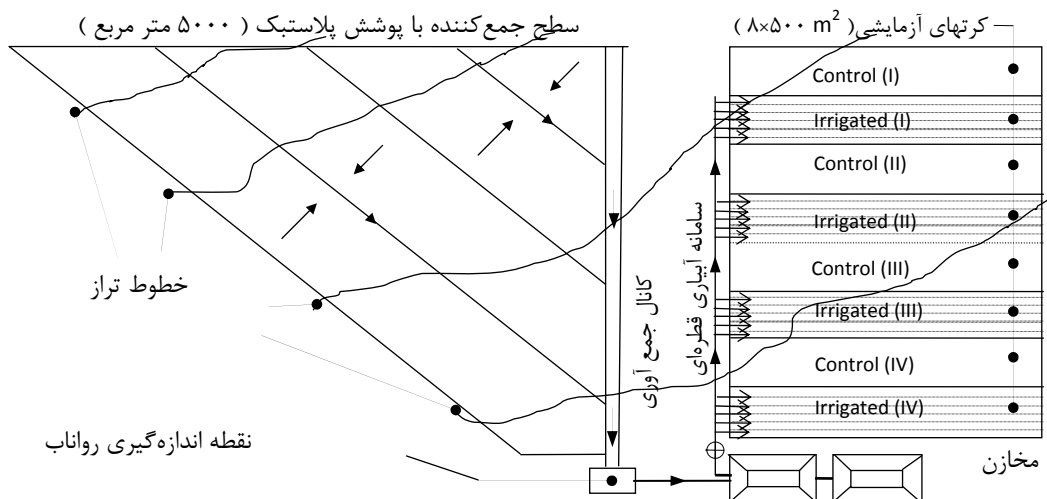 سطح جمع‌کننده با پوشش پلاستبک ( ۵۰۰۰ متر مربع )
کرتهای آزمایشی( ۸×۵۰۰ m² )
Control (I)
Irrigated (I)
Control (II)
Irrigated (II)
Control (III)
Irrigated (III)
Control (IV)
Irrigated (IV)
سامانه آبیاری قطره‌ای
کانال جمع آوری
خطوط تراز
نقطه اندازه‌گیری رواناب
مخازن